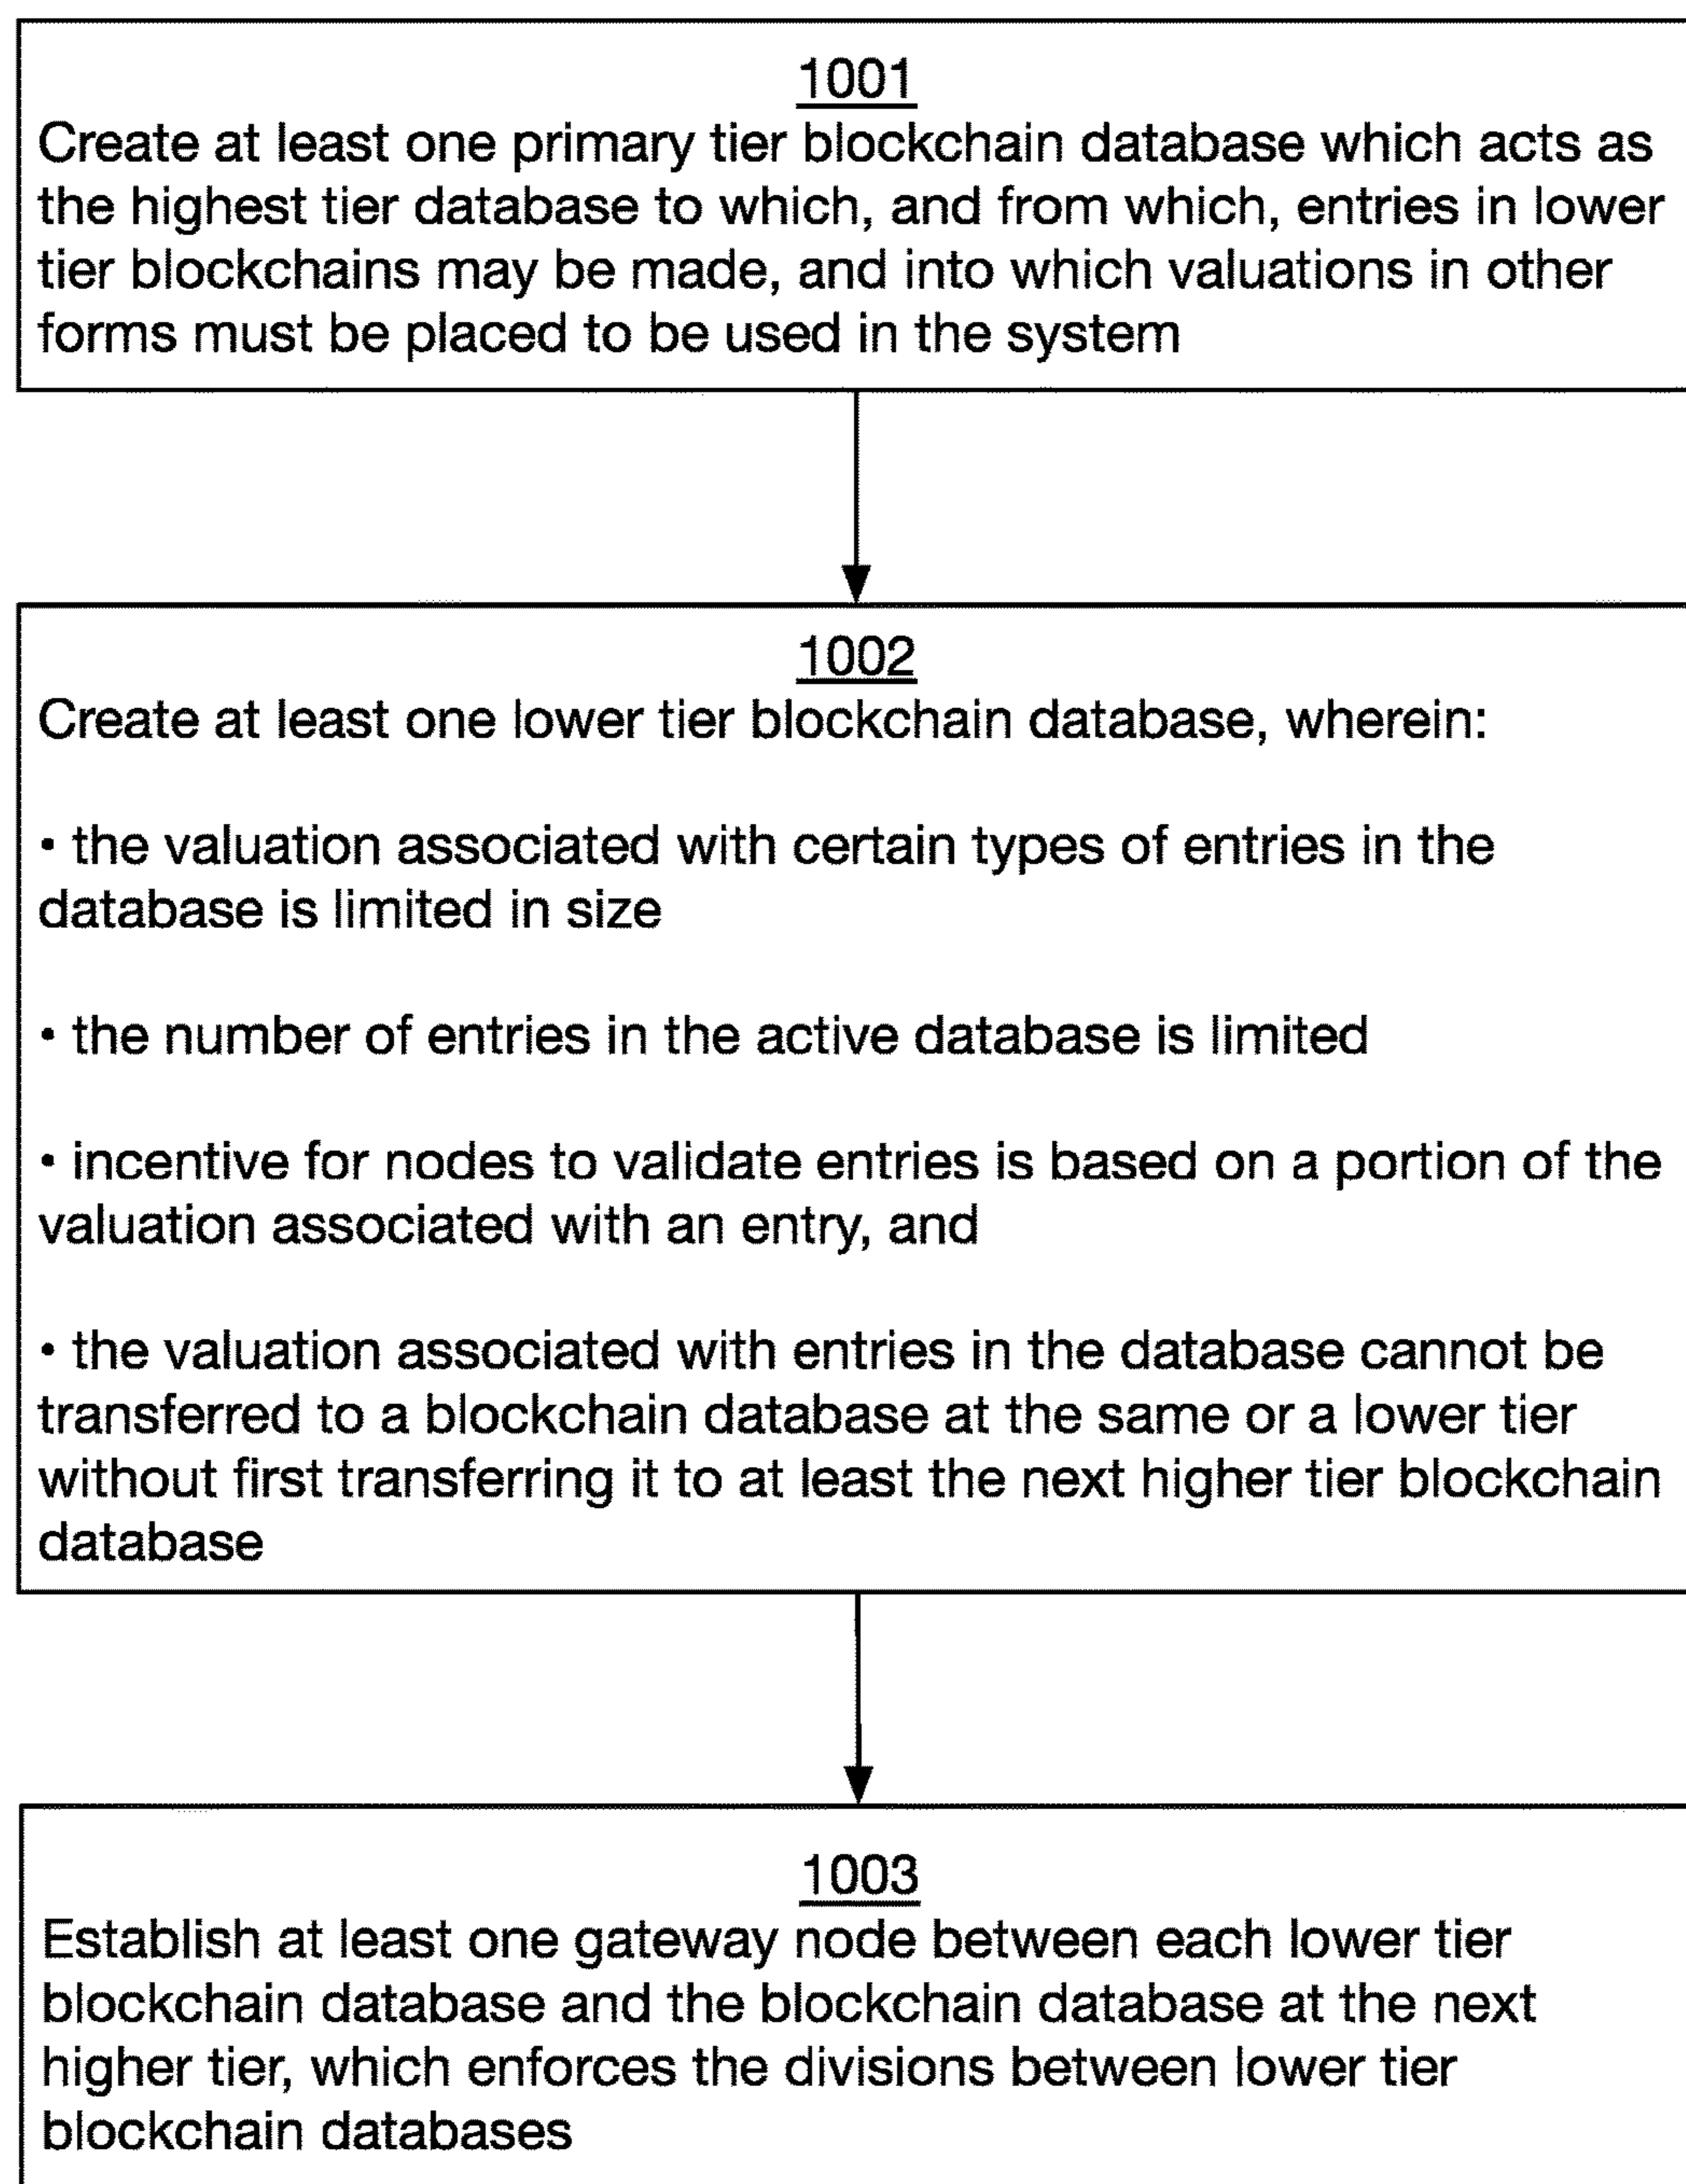 1001
Create at least one primary tier blockchain database which acts as
the highest tier database to which, and from which, entries in lower
tier blockchains may be made, and into which valuations in other
forms must be placed to be used in the system
1002
Create at least one lower tier blockchain database, wherein:
• the valuation associated with certain types of entries in the
database is limited in size
• the number of entries in the active database is limited
• incentive for nodes to validate entries is based on a portion of the
valuation associated with an entry, and
• the valuation associated with entries in the database cannot be
transferred to a blockchain database at the same or a lower tier
without first transferring it to at least the next higher tier blockchain
database
1003
Establish at least one gateway node between each lower tier
blockchain database and the blockchain database at the next
higher tier, which enforces the divisions between lower tier
blockchain databases